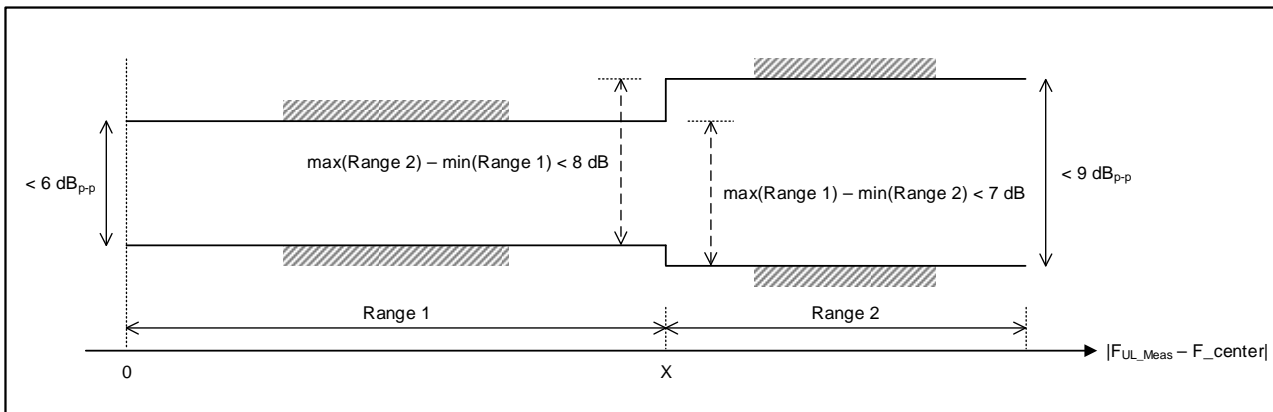 max(Range 2) – min(Range 1) < 8 dB
< 6 dBp-p
max(Range 1) – min(Range 2) < 7 dB
< 9 dBp-p
Range 1
Range 2
|FUL_Meas – F_center|
0
X